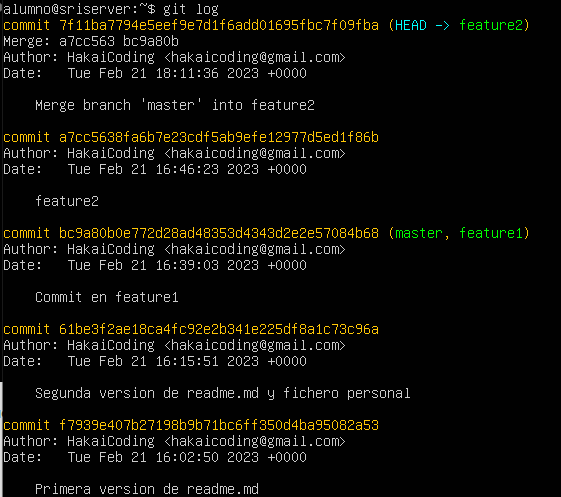 alumno@sriserver:~$ git log
commit 7f11ba7794e5eef9e7d1f6add01695fbc7f09fba (HEAD -> feature2)
Merge: a7cc563 bc9a80b
Author: HakaiCoding <hakaicoding@gmail.com>
Date:   Tue Feb 21 18:11:36 2023 +0000
    Merge branch 'master' into feature2
commit a7cc5638fa6b7e23cdf5ab9efe12977d5ed1f86b
Author: HakaiCoding <hakaicoding@gmail.com>
Date:   Tue Feb 21 16:46:23 2023 +0000
    feature2
commit bc9a80b0e772d28ad48353d4343d2e2e57084b68 (master, feature1)
Author: HakaiCoding <hakaicoding@gmail.com>
Date:   Tue Feb 21 16:39:03 2023 +0000
    Commit en feature1
commit 61be3f2ae18ca4fc92e2b341e225df8a1c73c96a
Author: HakaiCoding <hakaicoding@gmail.com>
Date:   Tue Feb 21 16:15:51 2023 +0000
    Segunda version de readme.md y fichero personal
commit f7939e407b27198b9b71bc6ff350d4ba95082a53
Author: HakaiCoding <hakaicoding@gmail.com>
Date:   Tue Feb 21 16:02:50 2023 +0000
    Primera version de readme.md